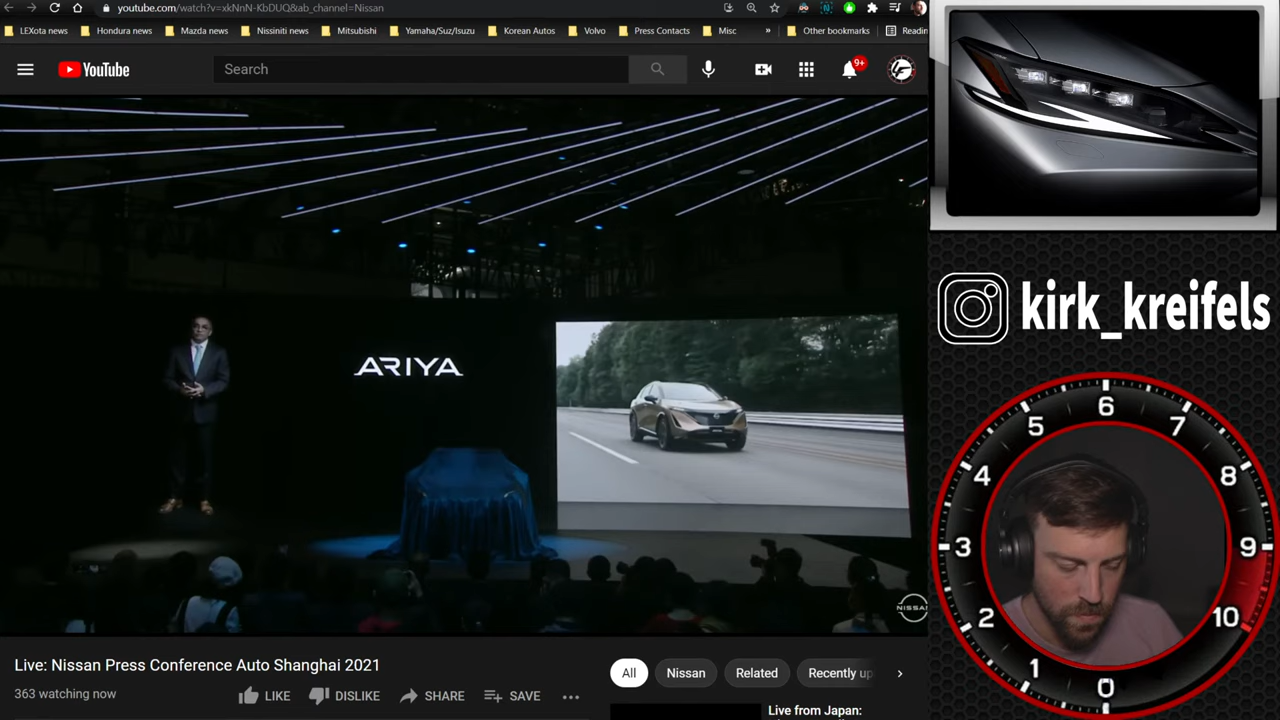 youtube.com/watch?v=xkNnN-KbDUQ&ab_channel=Nissan
LEXota news
Hondura news
Mazda news
Nissiniti news
Mitsubishi
Yamaha/Suz/Isuzu
Korean Autos
Volvo
Press Contacts
Misc
»
Other bookmarks
Readin
YouTube
Search
9+
ARIYA
NISSAN
Live: Nissan Press Conference Auto Shanghai 2021
363 watching now
LIKE
DISLIKE
SHARE
SAVE
All
Nissan
Related
Recently up
Live from Japan:
kirk_kreifels
0
1
2
3
4
5
6
7
8
9
10